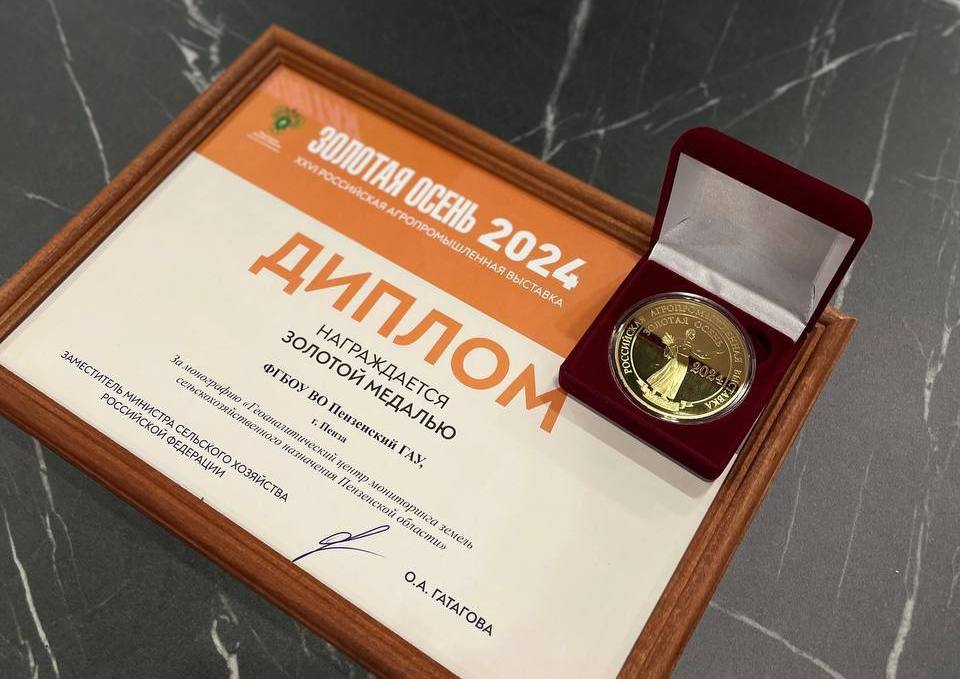 ЗОЛОТАЯ ОСЕНЬ 2024
XXVI РОССИЙСКАЯ АГРОПРОМЫШЛЕННАЯ ВЫСТАВКА
ДИПЛОМ
НАГРАЖДАЕТСЯ
ЗОЛОТОЙ МЕДАЛЬЮ
ФГБОУ ВО Пензенский ГАУ,
г. Пенза
За монографию «Геоаналитический центр мониторинга земель
сельскохозяйственного назначения Пензенской области»
ЗАМЕСТИТЕЛЬ МИНИСТРА СЕЛЬСКОГО ХОЗЯЙСТВА
РОССИЙСКОЙ ФЕДЕРАЦИИ
О.А. ГАТАГОВА
РОССИЙСКАЯ АГРОПРОМЫШЛЕННАЯ ВЫСТАВКА
ЗОЛОТАЯ ОСЕНЬ
2024